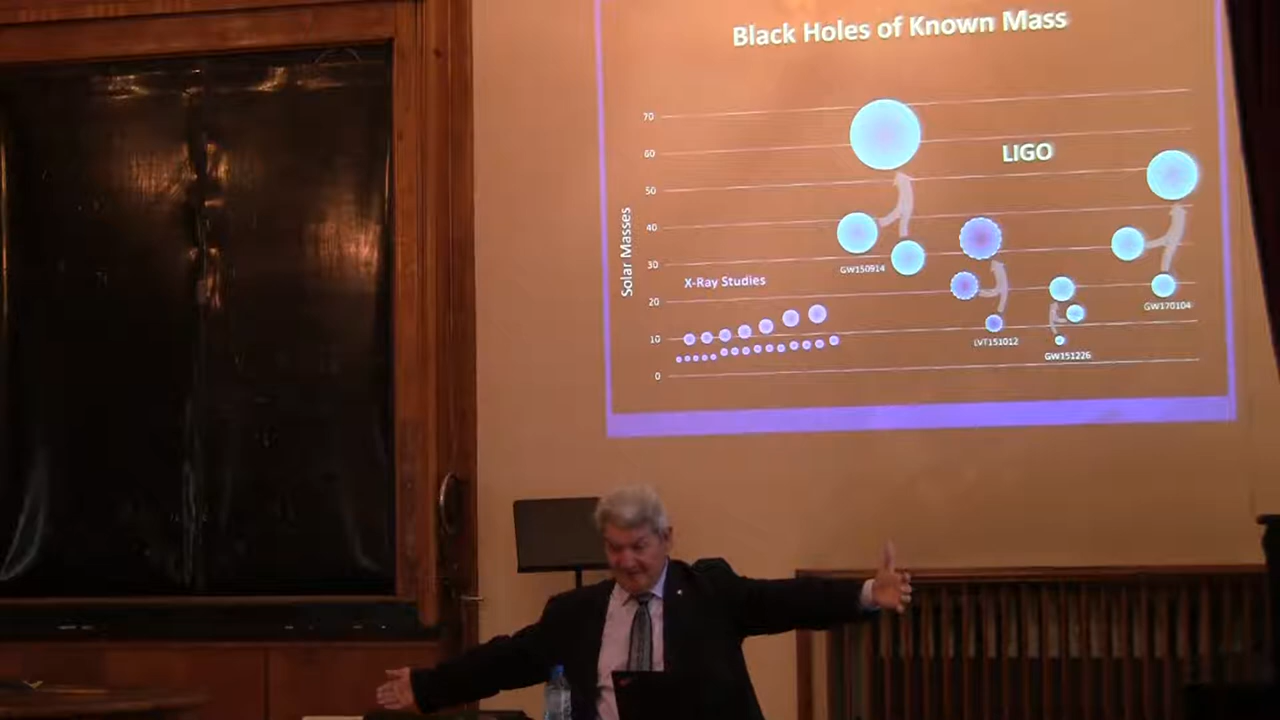 Black Holes of Known Mass
70
60
50
40
30
20
10
0
Solar Masses
LIGO
X-Ray Studies
GW150914
LVT151012
GW151226
GW170104